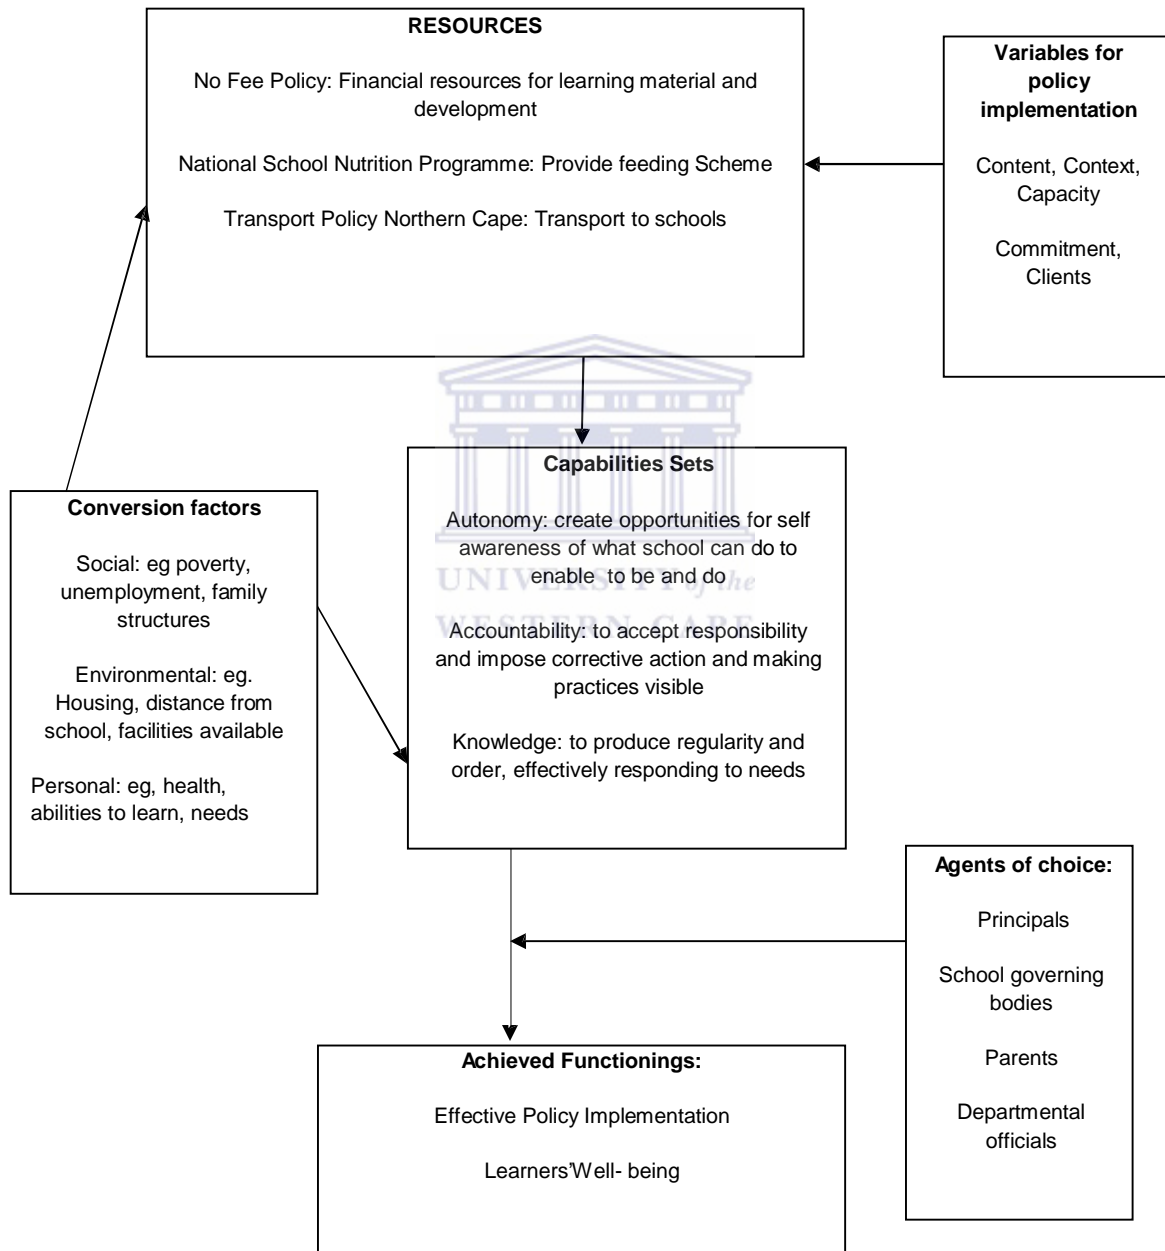 RESOURCES
No Fee Policy: Financial resources for learning material and
development
National School Nutrition Programme: Provide feeding Scheme
Transport Policy Northern Cape: Transport to schools
Variables for
policy
implementation
Content, Context,
Capacity
Commitment,
Clients
Conversion factors
Social: eg poverty,
unemployment, family
structures
Environmental: eg.
Housing, distance from
school, facilities available
Personal: eg, health,
abilities to learn, needs
Capabilities Sets
Autonomy: create opportunities for self
awareness of what school can do to
enable to be and do
Accountability: to accept responsibility
and impose corrective action and making
practices visible
Knowledge: to produce regularity and
order, effectively responding to needs
UNIVERSITY of the
WESTERN CAPE
Agents of choice:
Principals
School governing
bodies
Parents
Departmental
officials
Achieved Functionings:
Effective Policy Implementation
Learners'Well- being